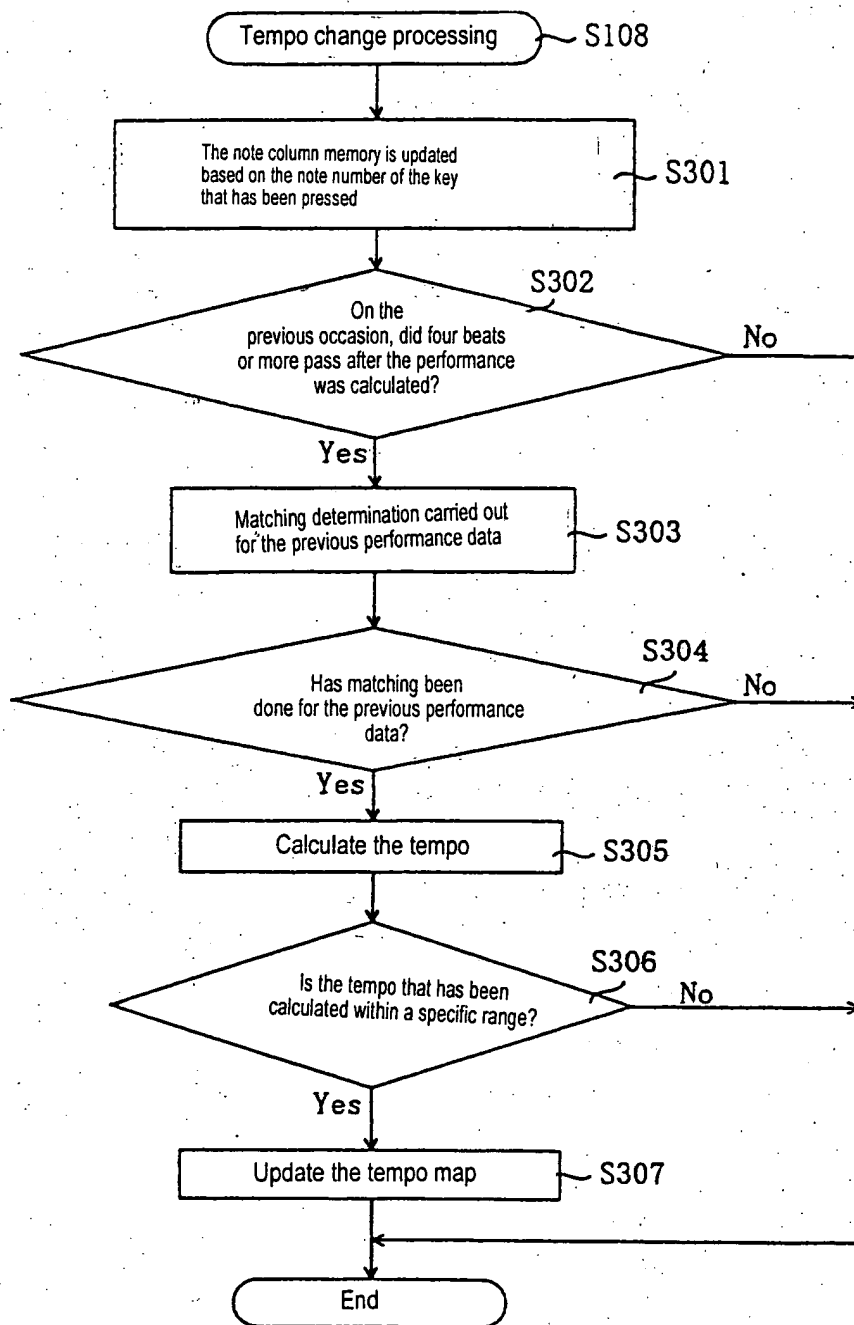 Tempo change processing
S108
The note column memory is updated
based on the note number of the key
that has been pressed
S301
S302
On the
previous occasion, did four beats
or more pass after the performance
was calculated?
No
Yes
Matching determination carried out
for the previous performance data
S303
S304
Has matching been
done for the previous performance
data?
No
Yes
Calculate the tempo
S305
S306
Is the tempo that has been
calculated within a specific range?
No
Yes
Update the tempo map
S307
End